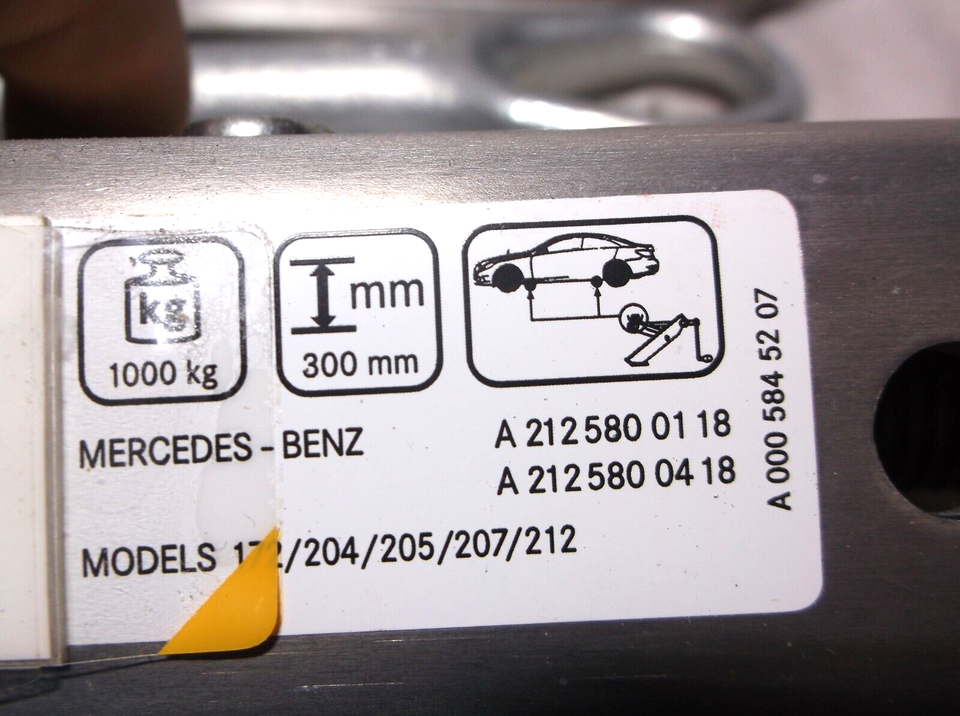 kg
1000 kg
mm
300 mm
MERCEDES-BENZ
A 212 580 01 18
A 212 580 04 18
MODELS 172/204/205/207/212
A 000 584 52 07